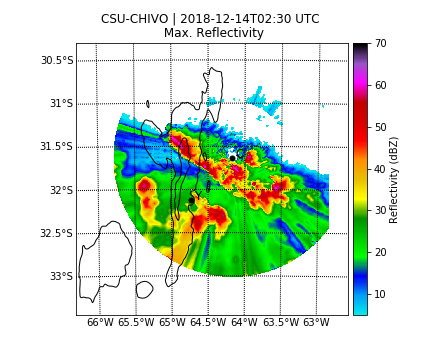 CSU-CHIVO | 2018-12-14T02:30 UTC
Max. Reflectivity
30.5°S
31°S
31.5°S
32°S
32.5°S
33°S
66°W 65.5°W 65°W 64.5°W 64°W 63.5°W 63°W
70
60
50
40
30
20
10
Reflectivity (dBZ)